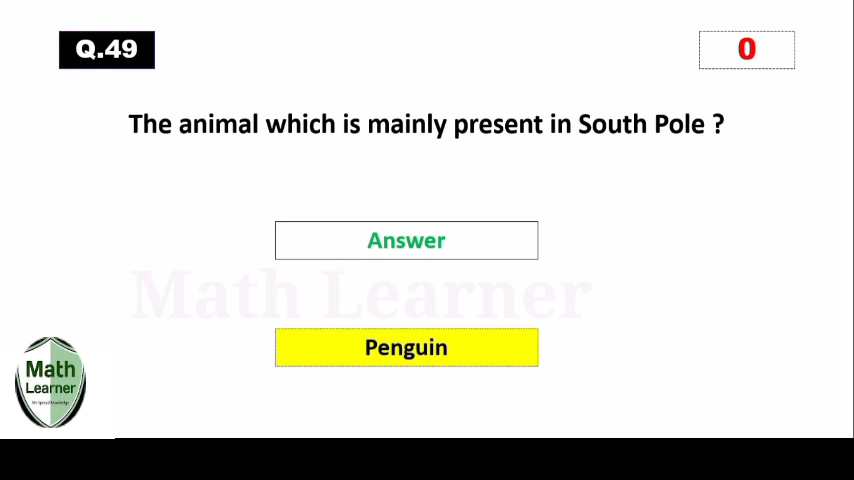 Q.49
0
The animal which is mainly present in South Pole ?
Answer
Math Learner
Penguin
Math
Learner